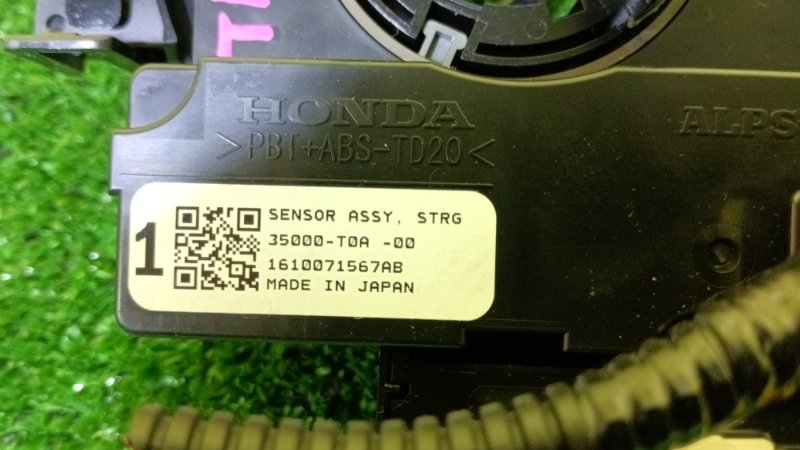 HONDA
ALPS
>PBT+ABS-TD20<
1
SENSOR ASSY, STRG
35000-T0A -00
1610071567AB
MADE IN JAPAN